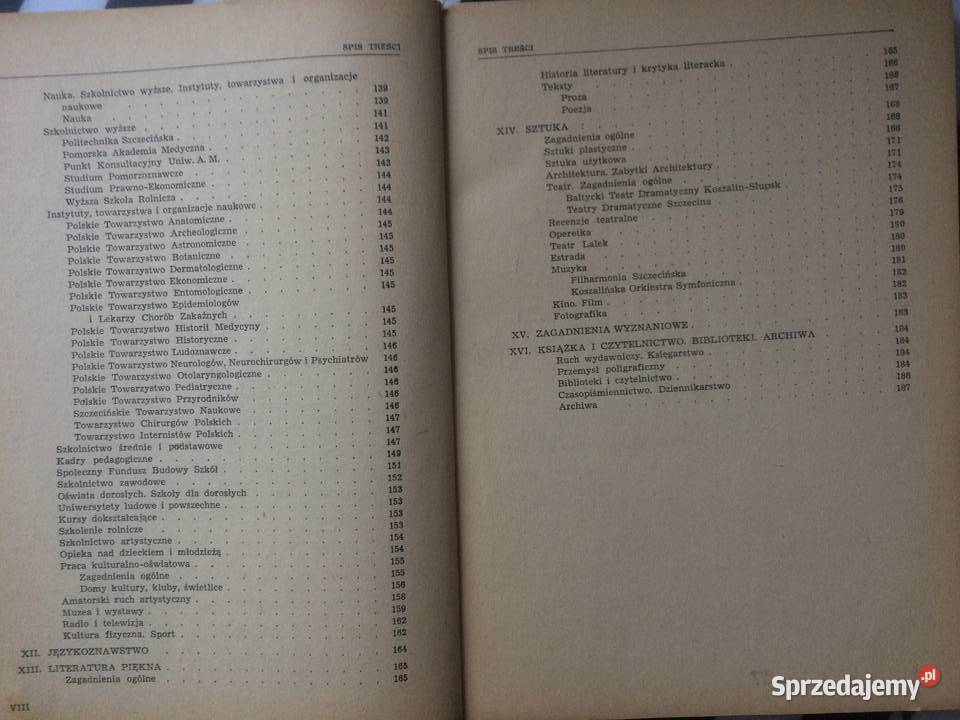 SPIS TREŚCI
Nauka. Szkolnictwo wyższe. Instytuty, towarzystwa i organizacje
naukowe . . . 139
Nauka . . . 139
Szkolnictwo wyższe . . . 141
Politechnika Szczecińska . . . 141
Pomorska Akademia Medyczna . . . 142
Punkt Konsultacyjny Uniw. A. M. . . . 143
Studium Pomorzoznawcze . . . 143
Studium Prawno-Ekonomiczne . . . 144
Wyższa Szkoła Rolnicza . . . 144
Instytuty, towarzystwa i organizacje naukowe . . . 144
Polskie Towarzystwo Anatomiczne . . . 144
Polskie Towarzystwo Archeologiczne . . . 145
Polskie Towarzystwo Astronomiczne . . . 145
Polskie Towarzystwo Botaniczne . . . 145
Polskie Towarzystwo Dermatologiczne . . . 145
Polskie Towarzystwo Ekonomiczne . . . 145
Polskie Towarzystwo Entomologiczne . . . 145
Polskie Towarzystwo Epidemiologów
i Lekarzy Chorób Zakaźnych . . . 145
Polskie Towarzystwo Historii Medycyny . . . 145
Polskie Towarzystwo Historyczne . . . 145
Polskie Towarzystwo Ludoznawcze . . . 146
Polskie Towarzystwo Neurologów, Neurochirurgów i Psychiatrów 146
Polskie Towarzystwo Otolaryngologiczne . . . 146
Polskie Towarzystwo Pediatryczne . . . 146
Polskie Towarzystwo Przyrodników . . . 146
Szczecińskie Towarzystwo Naukowe . . . 146
Towarzystwo Chirurgów Polskich . . . 147
Towarzystwo Internistów Polskich . . . 147
Szkolnictwo średnie i podstawowe . . . 147
Kadry pedagogiczne . . . 149
Społeczny Fundusz Budowy Szkół . . . 151
Szkolnictwo zawodowe . . . 152
Oświata dorosłych. Szkoły dla dorosłych . . . 153
Uniwersytety ludowe i powszechne . . . 153
Kursy dokształcające . . . 153
Szkolenie rolnicze . . . 153
Szkolnictwo artystyczne . . . 154
Opieka nad dzieckiem i młodzieżą . . . 154
Praca kulturalno-oświatowa . . . 155
Zagadnienia ogólne . . . 155
Domy kultury, kluby, świetlice . . . 156
Amatorski ruch artystyczny . . . 158
Muzea i wystawy . . . 159
Radio i telewizja . . . 162
Kultura fizyczna. Sport . . . 162
XII. JĘZYKOZNAWSTWO . . . 164
XIII. LITERATURA PIĘKNA . . . 165
Zagadnienia ogólne . . . 165
VIII
SPIS TREŚCI
Historia literatury i krytyka literacka . . . 165
Teksty . . . 166
Proza . . . 166
Poezja . . . 167
XIV. SZTUKA . . . 168
Zagadnienia ogólne . . . 168
Sztuki plastyczne . . . 168
Sztuka użytkowa . . . 171
Architektura. Zabytki Architektury . . . 171
Teatr. Zagadnienia ogólne . . . 174
Bałtycki Teatr Dramatyczny Koszalin-Słupsk . . . 174
Teatry Dramatyczne Szczecina . . . 175
Recenzje teatralne . . . 176
Operetka . . . 179
Teatr Lalek . . . 180
Estrada . . . 180
Muzyka . . . 180
Filharmonia Szczecińska . . . 181
Koszalińska Orkiestra Symfoniczna . . . 182
Kino. Film . . . 182
Fotografika . . . 183
XV. ZAGADNIENIA WYZNANIOWE . . . 183
XVI. KSIĄŻKA I CZYTELNICTWO. BIBLIOTEKI. ARCHIWA 184
Ruch wydawniczy. Księgarstwo . . . 184
Przemysł poligraficzny . . . 184
Biblioteki i czytelnictwo . . . 184
Czasopiśmiennictwo. Dziennikarstwo . . . 186
Archiwa . . . 187
Sprzedajemy.pl